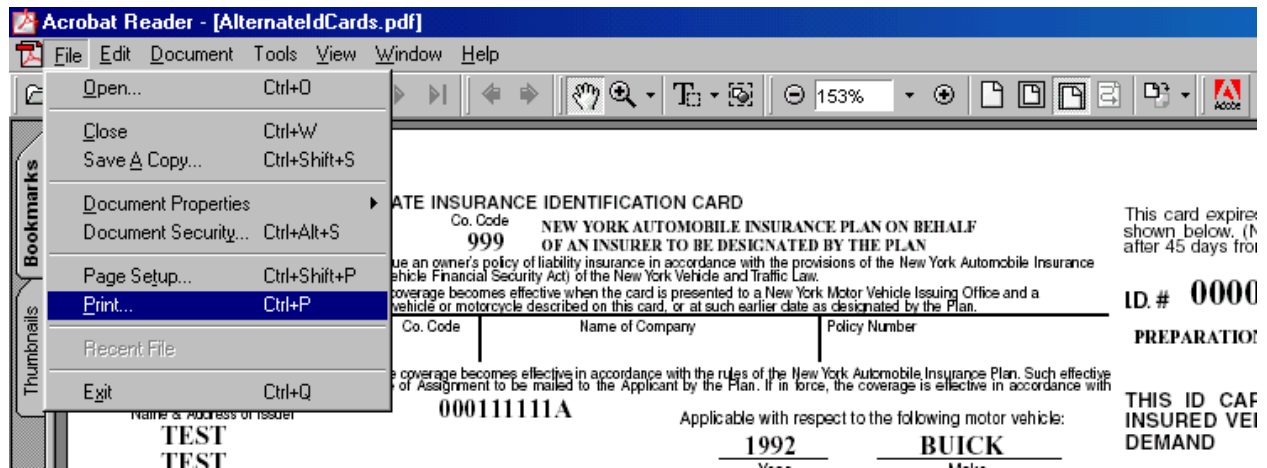 Acrobat Reader - [AlternateIdCards.pdf]
File Edit Document Tools View Window Help
153%
Adobe
Open... Ctrl+O
Close Ctrl+W
Save A Copy... Ctrl+Shift+S
Document Properties
Document Security... Ctrl+Alt+S
Page Setup... Ctrl+Shift+P
Print... Ctrl+P
Recent File
Exit Ctrl+Q
Bookmarks
Thumbnails
ATE INSURANCE IDENTIFICATION CARD
Co. Code
999
NEW YORK AUTOMOBILE INSURANCE PLAN ON BEHALF
OF AN INSURER TO BE DESIGNATED BY THE PLAN
ue an owner's policy of liability insurance in accordance with the provisions of the New York Automobile Insurance
ehicle Financial Security Act) of the New York Vehicle and Traffic Law.
coverage becomes effective when the card is presented to a New York Motor Vehicle Issuing Office and a
vehicle or motorcycle described on this card, or at such earlier date as designated by the Plan.
Co. Code Name of Company Policy Number
coverage becomes effective in accordance with the rules of the New York Automobile Insurance Plan. Such effective
of Assignment to be mailed to the Applicant by the Plan. If in force, the coverage is effective in accordance with
Name & Address of Issuer
000111111A
TEST
TEST
Applicable with respect to the following motor vehicle:
1992 BUICK
Year Make
This card expires
shown below. (N
after 45 days fro
I.D. # 0000
PREPARATION
THIS ID CAR
INSURED VE
DEMAND